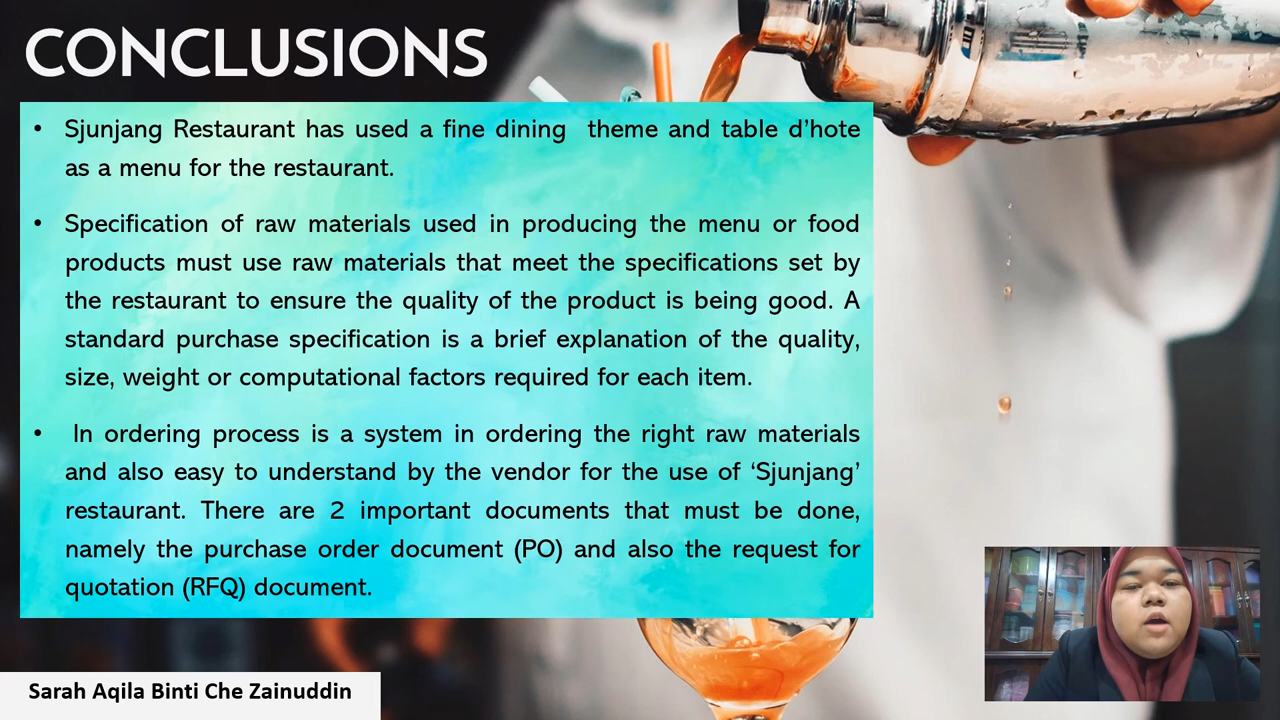 CONCLUSIONS
• Sjunjang Restaurant has used a fine dining  theme and table d’hote
as a menu for the restaurant.
• Specification of raw materials used in producing the menu or food
products must use raw materials that meet the specifications set by
the restaurant to ensure the quality of the product is being good. A
standard purchase specification is a brief explanation of the quality,
size, weight or computational factors required for each item.
• In ordering process is a system in ordering the right raw materials
and also easy to understand by the vendor for the use of ‘Sjunjang’
restaurant. There are 2 important documents that must be done,
namely the purchase order document (PO) and also the request for
quotation (RFQ) document.
Sarah Aqila Binti Che Zainuddin